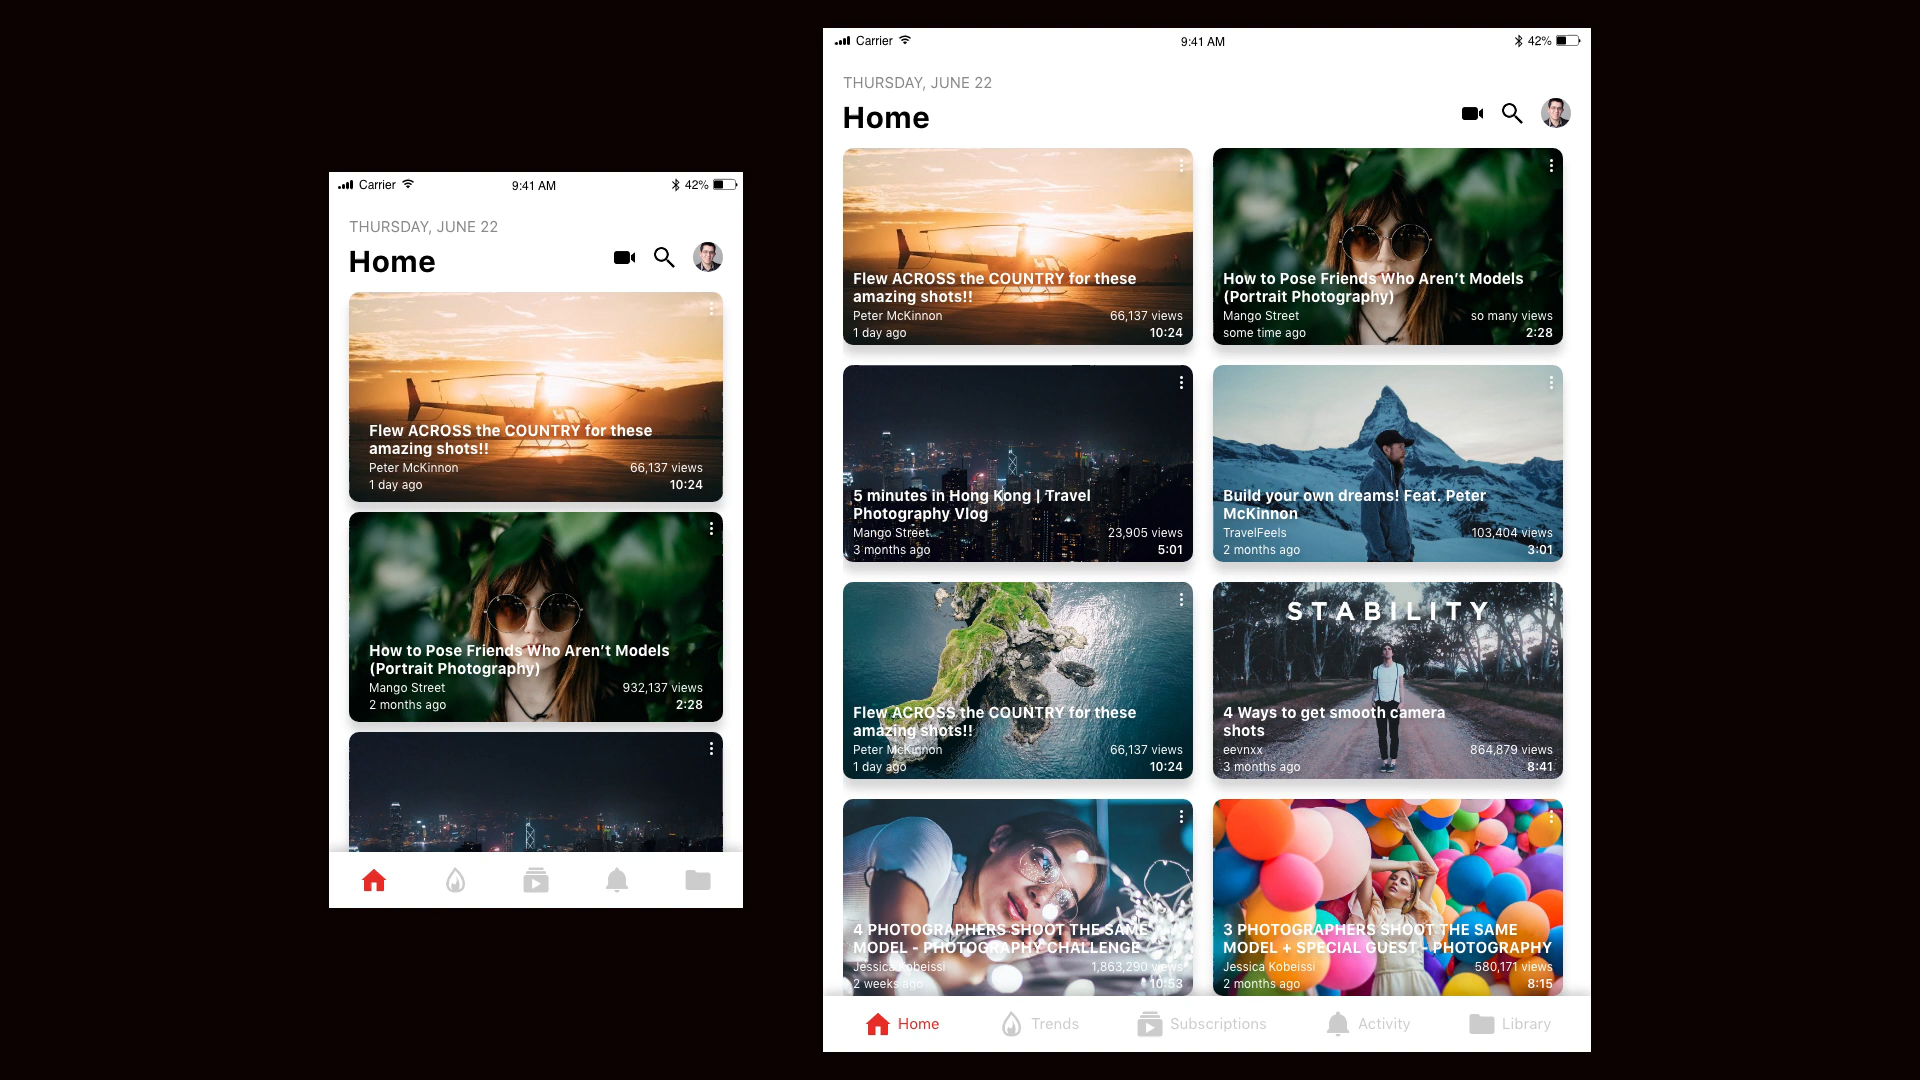 Carrier
9:41 AM
42%
THURSDAY, JUNE 22
Home
Flew ACROSS the COUNTRY for these
amazing shots!!
Peter McKinnon
66,137 views
1 day ago
10:24
How to Pose Friends Who Aren’t Models
(Portrait Photography)
Mango Street
932,137 views
2 months ago
2:28
Carrier
9:41 AM
42%
THURSDAY, JUNE 22
Home
Flew ACROSS the COUNTRY for these
amazing shots!!
Peter McKinnon
66,137 views
1 day ago
10:24
How to Pose Friends Who Aren’t Models
(Portrait Photography)
Mango Street
so many views
some time ago
2:28
5 minutes in Hong Kong | Travel
Photography Vlog
Mango Street
23,905 views
3 months ago
5:01
Build your own dreams! Feat. Peter
McKinnon
TravelFeels
103,404 views
2 months ago
3:01
Flew ACROSS the COUNTRY for these
amazing shots!!
Peter McKinnon
66,137 views
1 day ago
10:24
STABILITY
4 Ways to get smooth camera
shots
eevnxx
864,879 views
3 months ago
8:41
4 PHOTOGRAPHERS SHOOT THE SAME
MODEL - PHOTOGRAPHY CHALLENGE
Jessica Kobeissi
1,863,290 views
2 weeks ago
10:53
3 PHOTOGRAPHERS SHOOT THE SAME
MODEL + SPECIAL GUEST - PHOTOGRAPHY
Jessica Kobeissi
580,171 views
2 months ago
8:15
Home
Trends
Subscriptions
Activity
Library